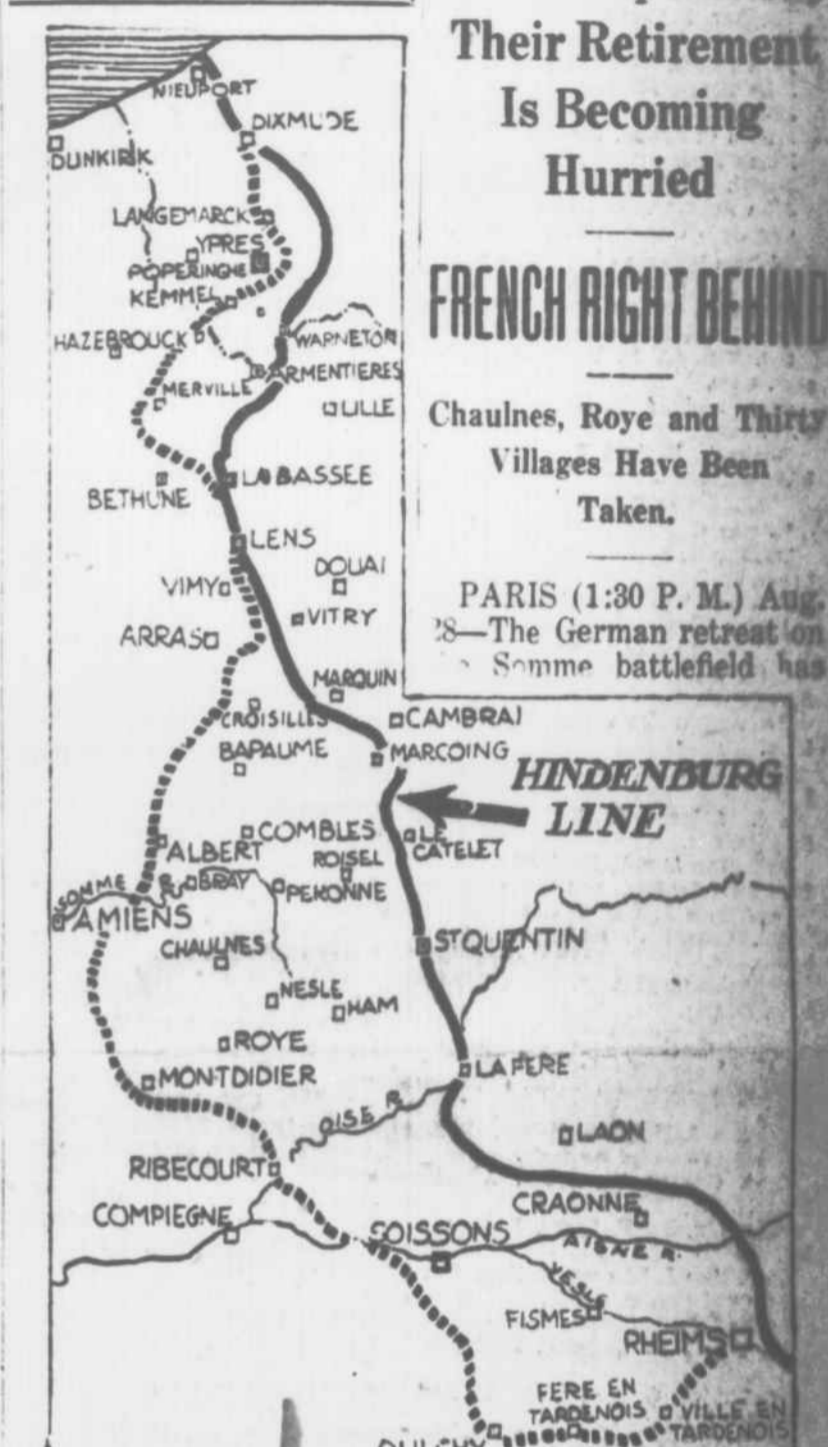 Their Retirement
Is Becoming
Hurried
FRENCH RIGHT BEHIND
Chaulnes, Roye and Thirty
Villages Have Been
Taken.
PARIS (1:30 P. M.) Aug.
28—The German retreat on
Somme battlefield has
NIEUPORT
DIXMUDE
DUNKIRK
LANGEMARCK
YPRES
POPERINGHE
KEMMEL
HAZEBROUCK
WARNETON
ARMENTIERES
MERVILLE
LILLE
LA BASSEE
BETHUNE
LENS
DOUAI
VIMY
VITRY
ARRAS
MARQUIN
CROISILLES
CAMBRAI
BAPAUME
MARCOING
HINDENBURG
LINE
COMBLES
LE
CATELET
ALBERT
ROISEL
SOMME
R.
BRAY
PERONNE
AMIENS
CHAULNES
ST QUENTIN
NESLE
HAM
ROYE
MONTDIDIER
LA FERE
OISE R.
LAON
RIBECOURT
CRAONNE
COMPIEGNE
SOISSONS
AISNE R.
VESLE
FISMES
RHEIMS
FERE EN
TARDENOIS
VILLE EN
TARDENOIS